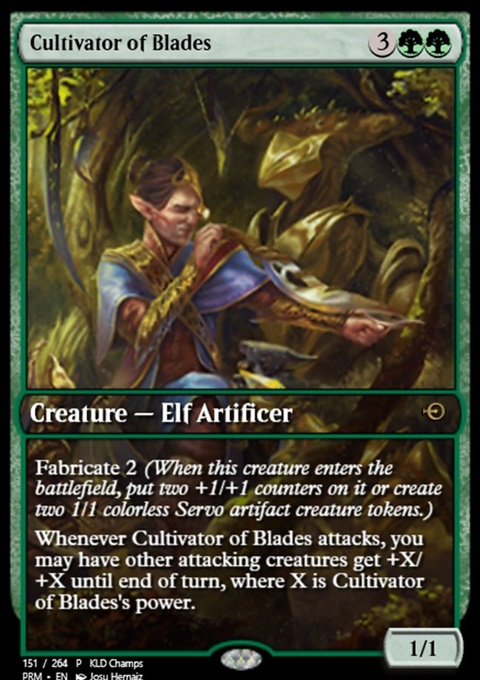 Cultivator of Blades 3
Creature — Elf Artificer
Fabricate 2 (When this creature enters the
battlefield, put two +1/+1 counters on it or create
two 1/1 colorless Servo artifact creature tokens.)
Whenever Cultivator of Blades attacks, you
may have other attacking creatures get +X/
+X until end of turn, where X is Cultivator
of Blades's power.
1/1
151 / 264 P KLD Champs
PRM • EN Josu Hernaiz